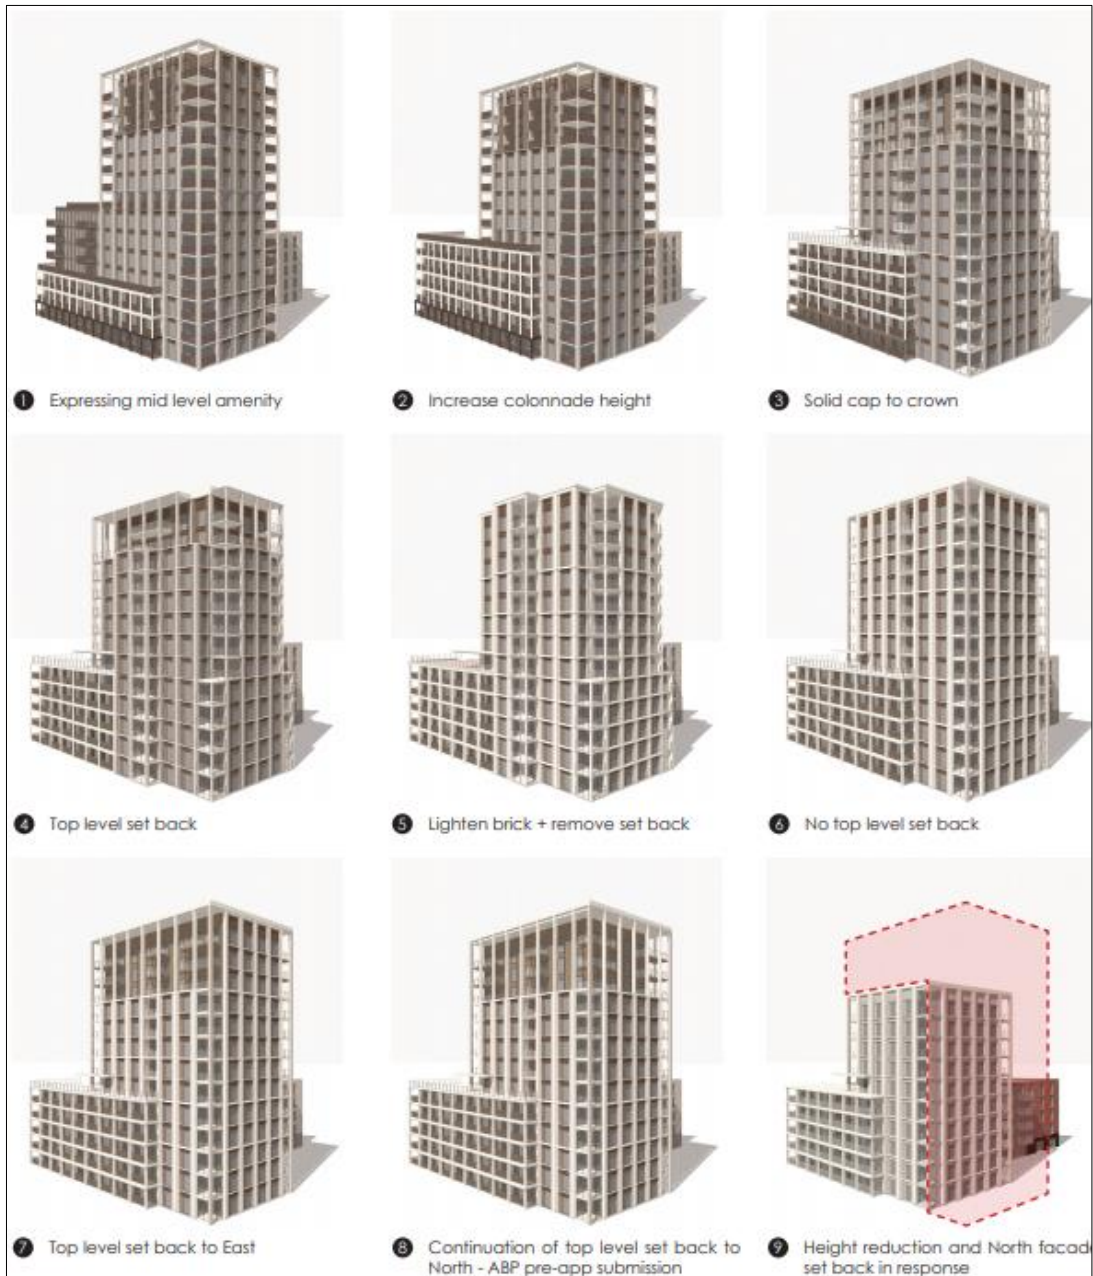 1 Expressing mid level amenity
2 Increase colonnade height
3 Solid cap to crown
4 Top level set back
5 Lighten brick + remove set back
6 No top level set back
7 Top level set back to East
8 Continuation of top level set back to
North - ABP pre-app submission
9 Height reduction and North facad
set back in response